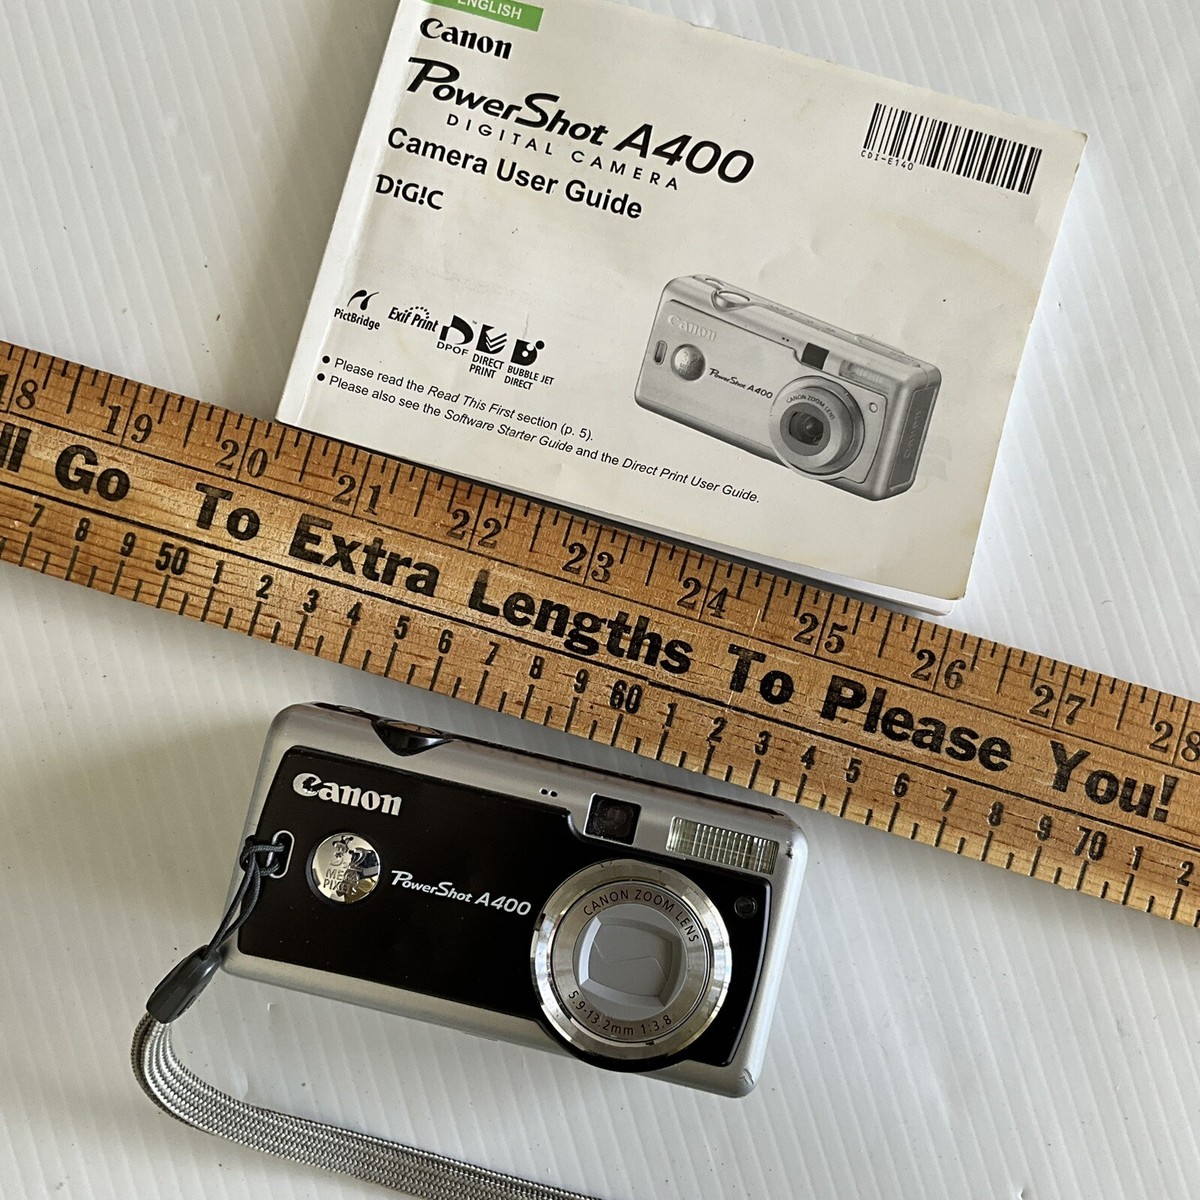 ENGLISH
Canon
PowerShot A400
DIGITAL CAMERA
Camera User Guide
DiG!C
CDI-E140
PictBridge
Exif Print
DPOF
DIRECT PRINT
BUBBLE JET DIRECT
Canon
PowerShot A400
CANON ZOOM LENS
• Please read the Read This First section (p. 5).
• Please also see the Software Starter Guide and the Direct Print User Guide.
18 19 20 21 22 23 24 25 26 27 28
ll Go To Extra Lengths To Please You!
7 8 9 50 1 2 3 4 5 6 7 8 9 60 1 2 3 4 5 6 7 8 9 70 1 2
Canon
3.2
MEGA
PIXELS
PowerShot A400
CANON ZOOM LENS
5.9-13.2mm 1:3.8